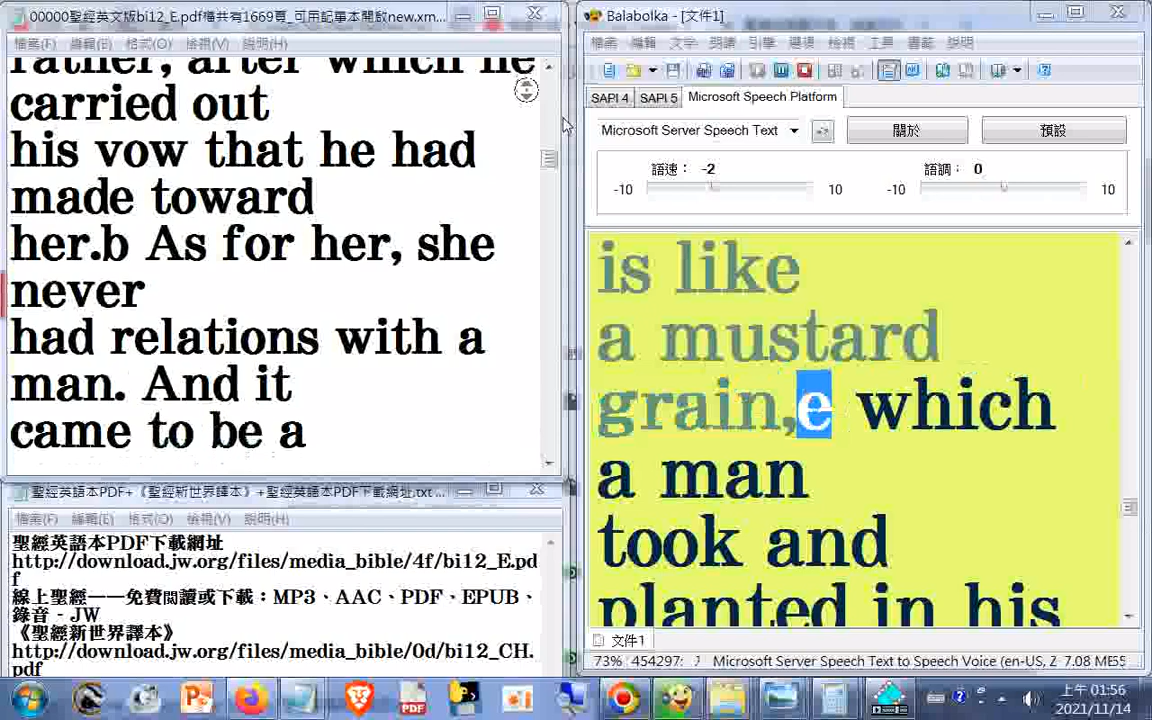 00000聖經英文版bi12_E.pdf檔共有1669頁_可用記事本開啟new.xm...
檔案(F) 編輯(E) 格式(O) 檢視(V) 說明(H)
rather, after which he
carried out
his vow that he had
made toward
her.b As for her, she
never
had relations with a
man. And it
came to be a
聖經英語本PDF+《聖經新世界譯本》+聖經英語本PDF下載網址.txt ...
檔案(F) 編輯(E) 格式(O) 檢視(V) 說明(H)
聖經英語本PDF下載網址
http://download.jw.org/files/media_bible/4f/bi12_E.pd
f
線上聖經——免費閱讀或下載：MP3、AAC、PDF、EPUB、
錄音 - JW
《聖經新世界譯本》
http://download.jw.org/files/media_bible/0d/bi12_CH.
pdf
Balabolka - [文件1]
檔案 編輯 文字 朗讀 引擎 選項 檢視 工具 書籤 說明
SAPI 4 SAPI 5 Microsoft Speech Platform
Microsoft Server Speech Text 關於 預設
語速： -2 語調： 0
-10 10 -10 10
is like
a mustard
grain,e which
a man
took and
planted in his
文件1
73% 454297: Microsoft Server Speech Text to Speech Voice (en-US, Z 7.08 ME55
PDF
上午 01:56
2021/11/14